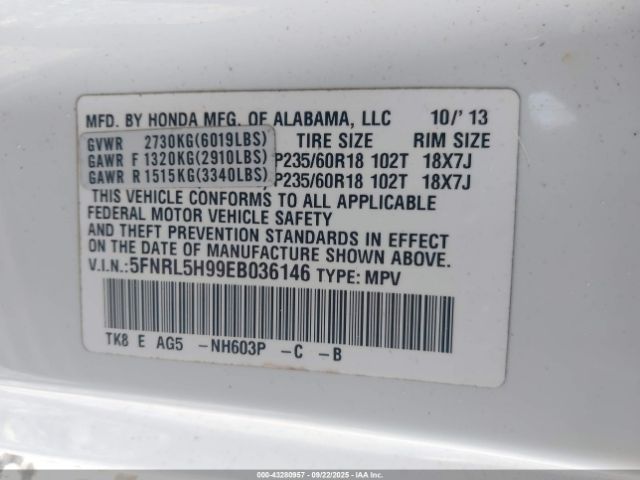 MFD. BY HONDA MFG. OF ALABAMA, LLC 10/' 13
GVWR 2730KG(6019LBS) TIRE SIZE RIM SIZE
GAWR F 1320KG(2910LBS) P235/60R18 102T 18X7J
GAWR R 1515KG(3340LBS) P235/60R18 102T 18X7J
THIS VEHICLE CONFORMS TO ALL APPLICABLE
FEDERAL MOTOR VEHICLE SAFETY
AND THEFT PREVENTION STANDARDS IN EFFECT
ON THE DATE OF MANUFACTURE SHOWN ABOVE.
V.I.N.:5FNRL5H99EB036146 TYPE: MPV
TK8 E AG5 -NH603P -C -B
000-43280957 - 09/22/2025 - IAAI.COM